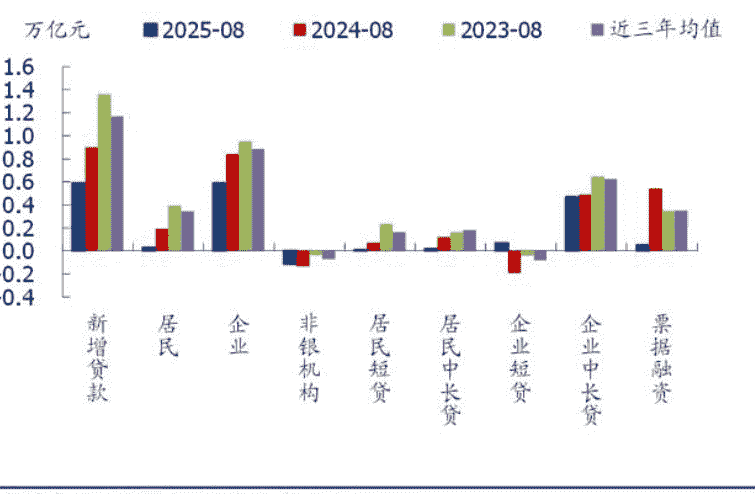 万亿元 2025-08 2024-08 2023-08 近三年均值
1.6
1.4
1.2
1.0
0.8
0.6
0.4
0.2
0.0
-0.2
-0.4
新增贷款
居民
企业
非银机构
居民短贷
居民中长贷
企业短贷
企业中长贷
票据融资